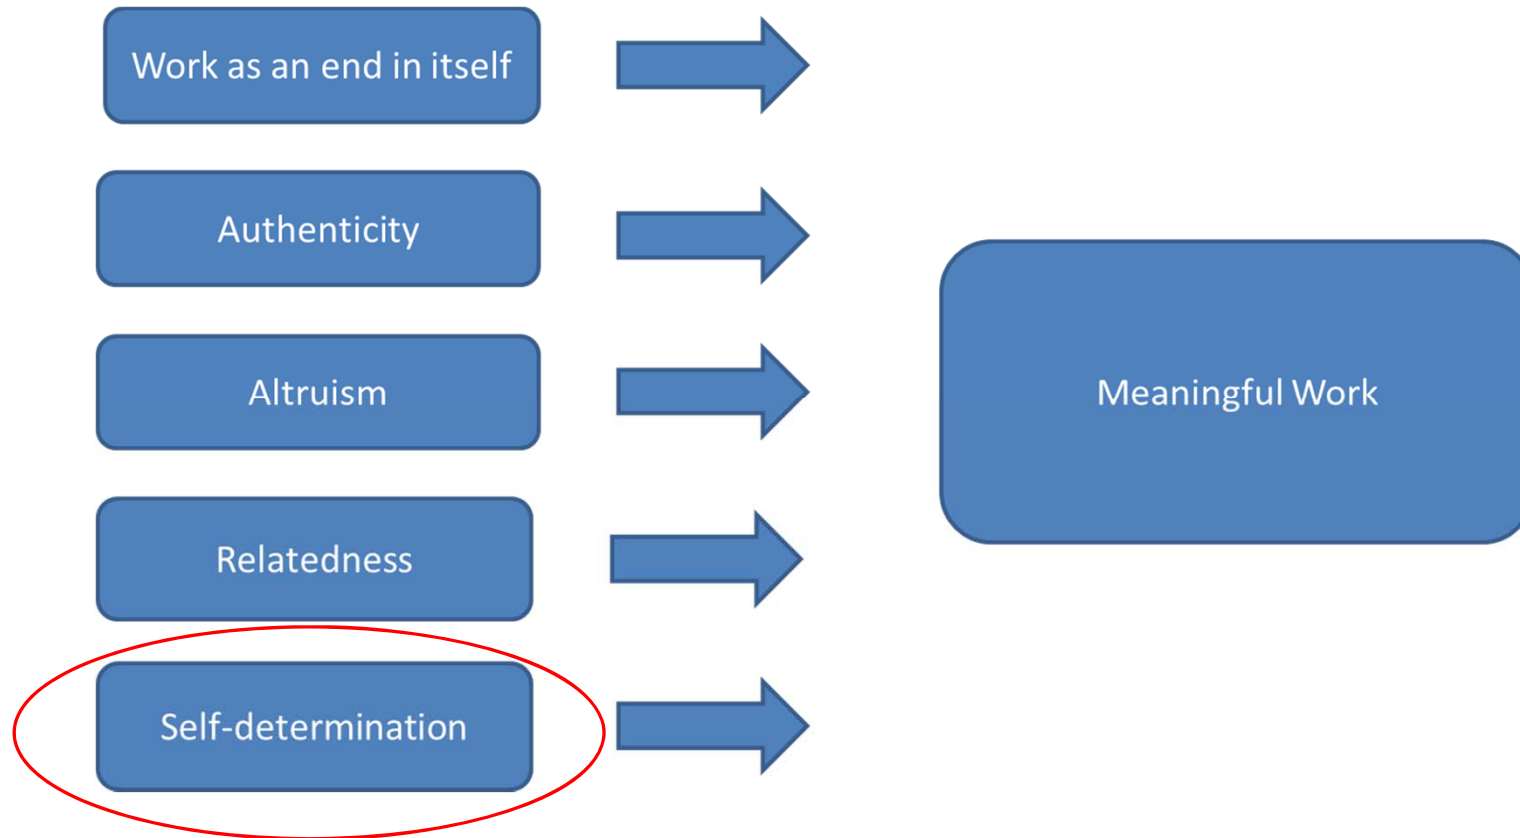 Work as an end in itself
Authenticity
Altruism
Meaningful Work
Relatedness
Self-determination